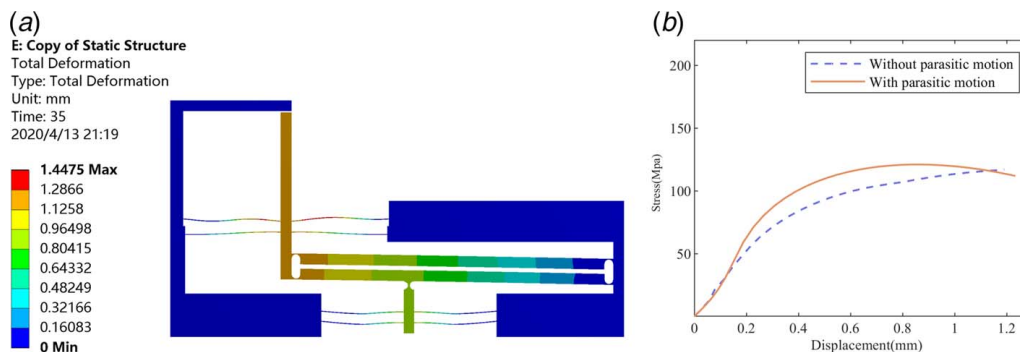 (a)
E: Copy of Static Structure
Total Deformation
Type: Total Deformation
Unit: mm
Time: 35
2020/4/13 21:19
1.4475 Max
1.2866
1.1258
0.96498
0.80415
0.64332
0.48249
0.32166
0.16083
0 Min
(b)
Without parasitic motion
With parasitic motion
200
150
100
50
Stress(Mpa)
0
0.2
0.4
0.6
0.8
1
1.2
Displacement(mm)